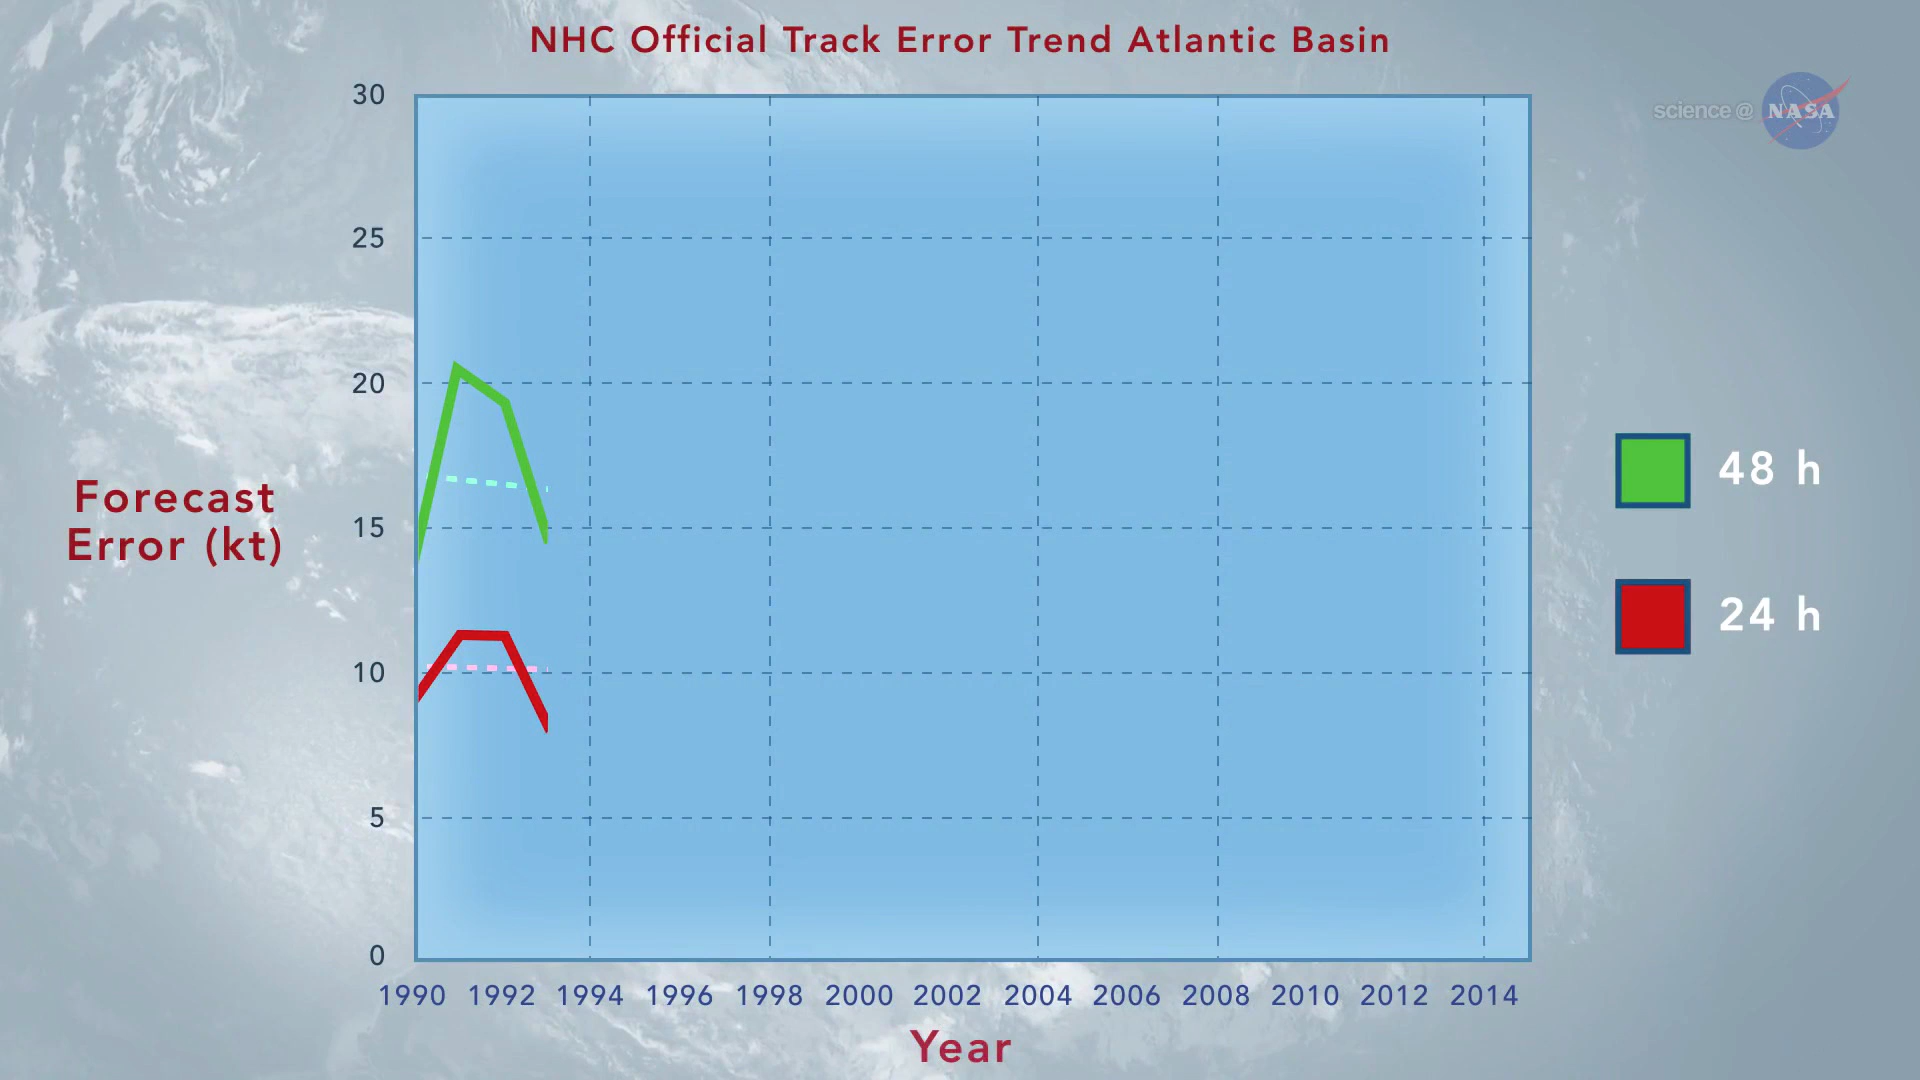 NHC Official Track Error Trend Atlantic Basin
science@ NASA
30
25
20
15
10
5
0
Forecast
Error (kt)
48 h
24 h
1990 1992 1994 1996 1998 2000 2002 2004 2006 2008 2010 2012 2014
Year